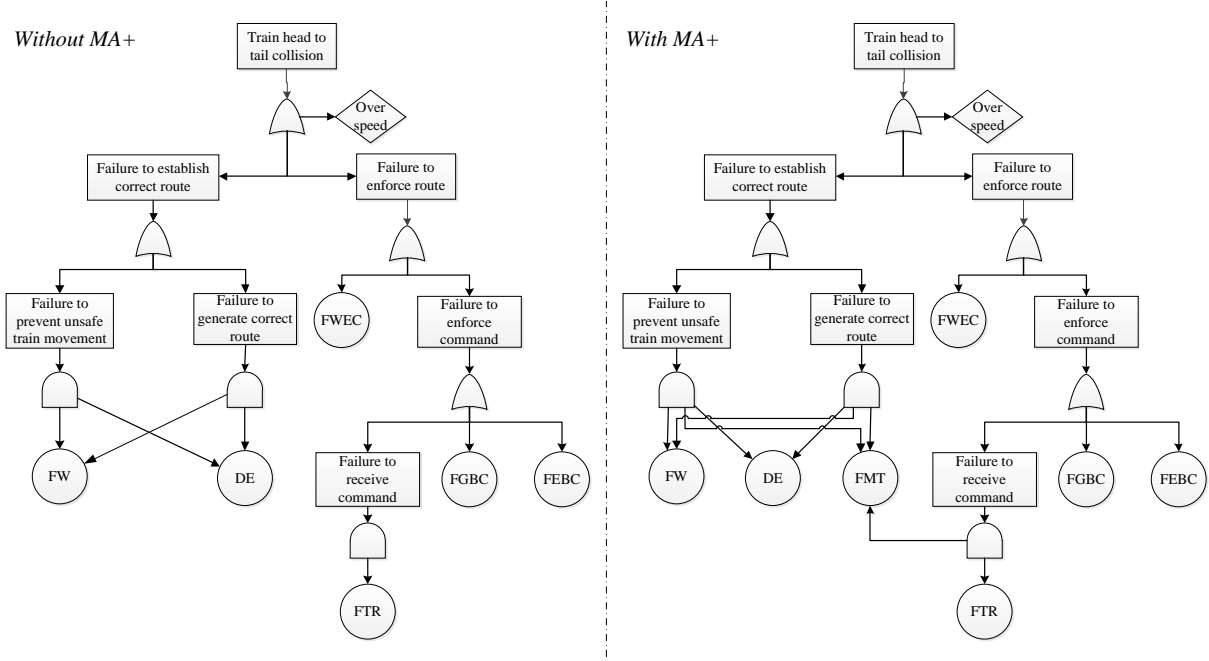 Without MA+
Train head to
tail collision
Over
speed
Failure to establish
correct route
Failure to
enforce route
Failure to
prevent unsafe
train movement
Failure to
generate correct
route
FWEC
Failure to
enforce
command
FW
DE
Failure to
receive
command
FGBC
FEBC
FTR
With MA+
Train head to
tail collision
Over
speed
Failure to establish
correct route
Failure to
enforce route
Failure to
prevent unsafe
train movement
Failure to
generate correct
route
FWEC
Failure to
enforce
command
FW
DE
FMT
Failure to
receive
command
FGBC
FEBC
FTR